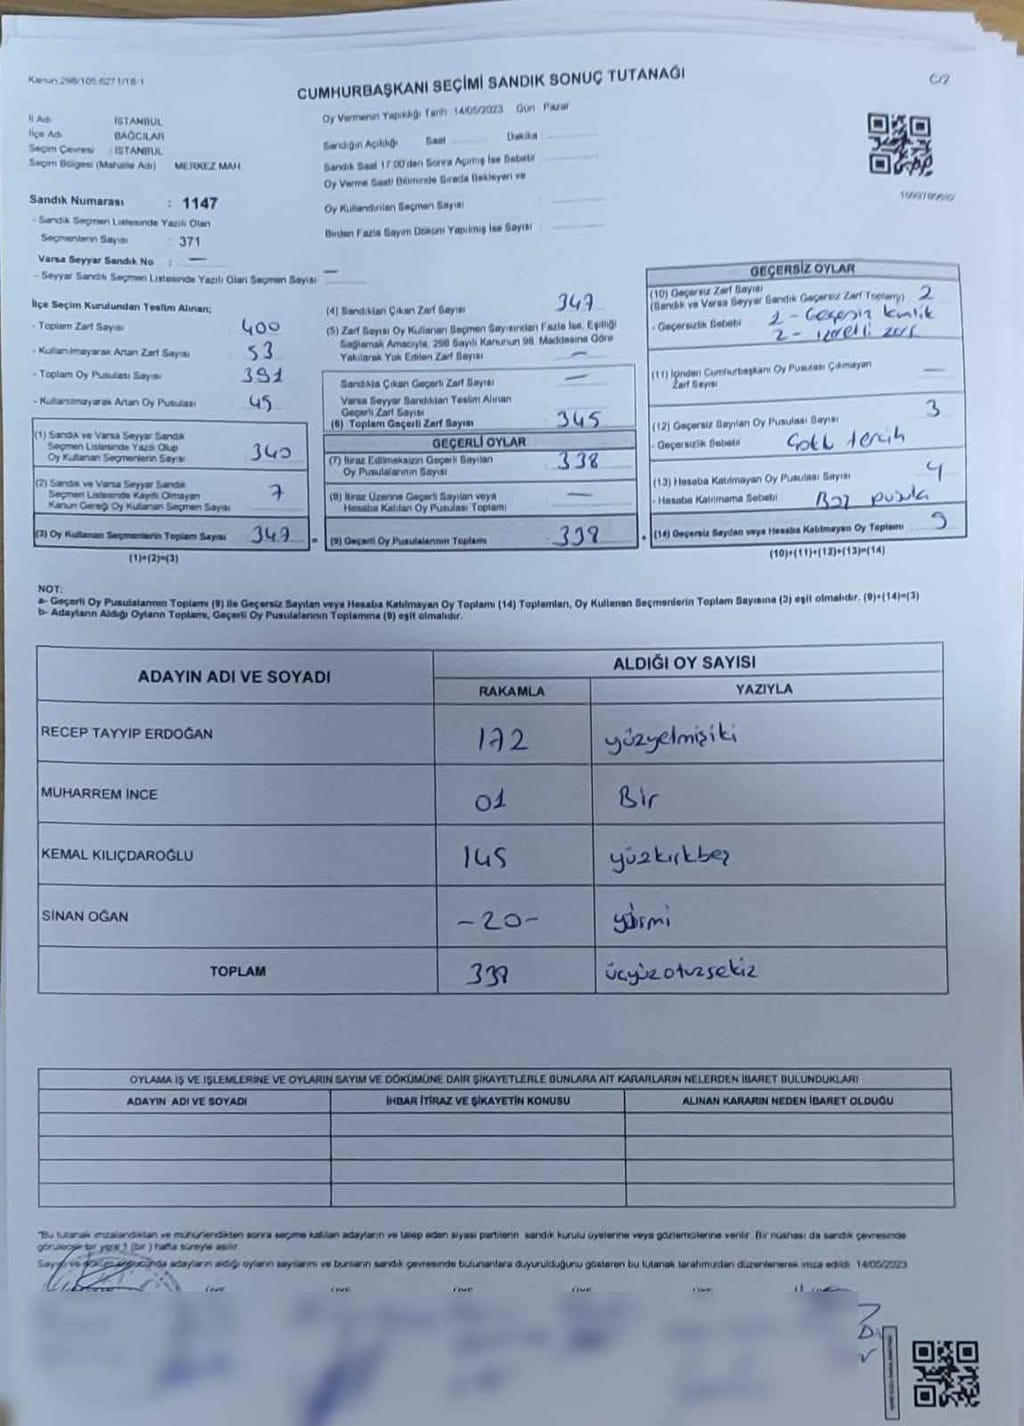 Kanun:298/105,6271/18-1
CUMHURBAŞKANI SEÇİMİ SANDIK SONUÇ TUTANAĞI
C/2
İl Adı İSTANBUL
İlçe Adı BAĞCILAR
Seçim Çevresi : İSTANBUL
Seçim Bölgesi (Mahalle Adı) MERKEZ MAH.
Sandık Numarası : 1147
- Sandık Seçmen Listesinde Yazılı Olan
Seçmenlerin Sayısı : 371
Varsa Seyyar Sandık No : —
- Seyyar Sandık Seçmen Listesinde Yazılı Olan Seçmen Sayısı —
Oy Vermenin Yapıldığı Tarih :14/05/2023 Gün Pazar
Sandığın Açıldığı Saat Dakika
Sandık Saat 17.00'den Sonra Açılmış İse Sebebi
Oy Verme Saati Bitiminde Sırada Bekleyen ve
Oy Kullandırılan Seçmen Sayısı
Birden Fazla Sayım Döküm Yapılmış İse Sayısı
İlçe Seçim Kurulundan Teslim Alınan;
- Toplam Zarf Sayısı 400
- Kullanılmayarak Artan Zarf Sayısı 53
- Toplam Oy Pusulası Sayısı 391
- Kullanılmayarak Artan Oy Pusulası 45
(1) Sandık ve Varsa Seyyar Sandık
Seçmen Listesinde Yazılı Olup
Oy Kullanan Seçmenlerin Sayısı 340
(2) Sandık ve Varsa Seyyar Sandık
Seçmen Listesinde Kayıtlı Olmayan
Kanun Gereği Oy Kullanan Seçmen Sayısı 7
(3) Oy Kullanan Seçmenlerin Toplam Sayısı 347
(1)+(2)=(3)
(4) Sandıktan Çıkan Zarf Sayısı 347
(5) Zarf Sayısı Oy Kullanan Seçmen Sayısından Fazla İse, Eşitliği
Sağlamak Amacıyla, 298 Sayılı Kanunun 98. Maddesine Göre
Yakılarak Yok Edilen Zarf Sayısı —
Sandıkta Çıkan Geçerli Zarf Sayısı —
Varsa Seyyar Sandıktan Teslim Alınan
Geçerli Zarf Sayısı
(6) Toplam Geçerli Zarf Sayısı 345
GEÇERLİ OYLAR
(7) İtiraz Edilmeksizin Geçerli Sayılan
Oy Pusulalarının Sayısı 338
(8) İtiraz Üzerine Geçerli Sayılan veya
Hesaba Katılan Oy Pusulası Toplamı —
= (9) Geçerli Oy Pusulalarının Toplamı 338
GEÇERSİZ OYLAR
(10) Geçersiz Zarf Sayısı
(Sandık ve Varsa Seyyar Sandık Geçersiz Zarf Toplamı) 2
- Geçersizlik Sebebi 1 - Geçersiz kimlik
2 - işaretli zarf
(11) İçinden Cumhurbaşkanı Oy Pusulası Çıkmayan
Zarf Sayısı —
(12) Geçersiz Sayılan Oy Pusulası Sayısı 3
- Geçersizlik Sebebi Çoklu tercih
(13) Hesaba Katılmayan Oy Pusulası Sayısı 4
- Hesaba Katılmama Sebebi Boş pusula
+ (14) Geçersiz Sayılan veya Hesaba Katılmayan Oy Toplamı 9
(10)+(11)+(12)+(13)=(14)
NOT:
a- Geçerli Oy Pusulalarının Toplamı (9) ile Geçersiz Sayılan veya Hesaba Katılmayan Oy Toplamı (14) Toplamları, Oy Kullanan Seçmenlerin Toplam Sayısına (3) eşit olmalıdır. (9)+(14)=(3)
b- Adayların Aldığı Oyların Toplamı, Geçerli Oy Pusulalarının Toplamına (9) eşit olmalıdır.
ADAYIN ADI VE SOYADI ALDIĞI OY SAYISI
RAKAMLA YAZIYLA
RECEP TAYYİP ERDOĞAN 172 yüzyetmişiki
MUHARREM İNCE 01 Bir
KEMAL KILIÇDAROĞLU 145 yüzkırkbeş
SİNAN OĞAN -20- yirmi
TOPLAM 338 üçyüzotuzsekiz
OYLAMA İŞ VE İŞLEMLERİNE VE OYLARIN SAYIM VE DÖKÜMÜNE DAİR ŞİKAYETLERLE BUNLARA AİT KARARLARIN NELERDEN İBARET BULUNDUKLARI
ADAYIN ADI VE SOYADI İHBAR İTİRAZ VE ŞİKAYETİN KONUSU ALINAN KARARIN NEDEN İBARET OLDUĞU
"Bu tutanak imzalandıktan ve mühürlendikten sonra seçime katılan adayların ve talep eden siyasi partilerin sandık kurulu üyelerine veya gözlemcilerine verilir. Bir nüshası da sandık çevresinde
görülecek bir yere 1 (bir ) hafta süreyle asılır.
Sayım ve döküm sonucunda adayların aldığı oyların sayılarını ve bunların sandık çevresinde bulunanlara duyurulduğunu gösteren bu tutanak tarafımızdan düzenlenerek imza edildi. 14/05/2023